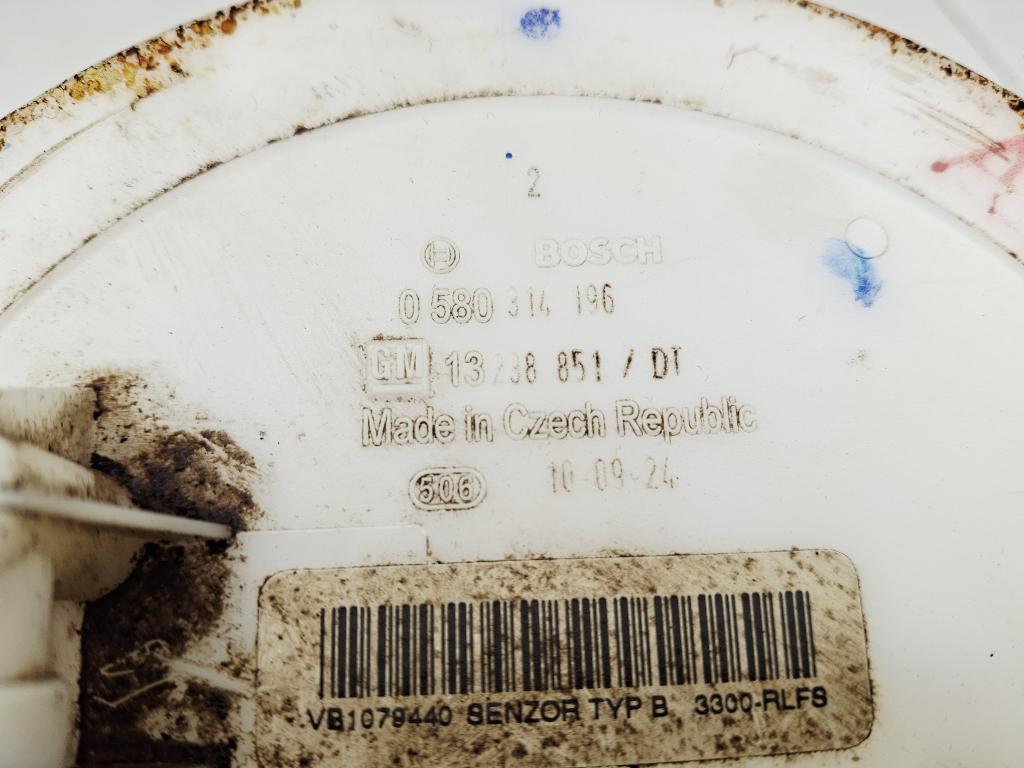 2
BOSCH
0 580 314 196
GM 13 238 851 / DT
Made in Czech Republic
506 10-09-24
VB1079440 SENZOR TYP B 3300-RLFS